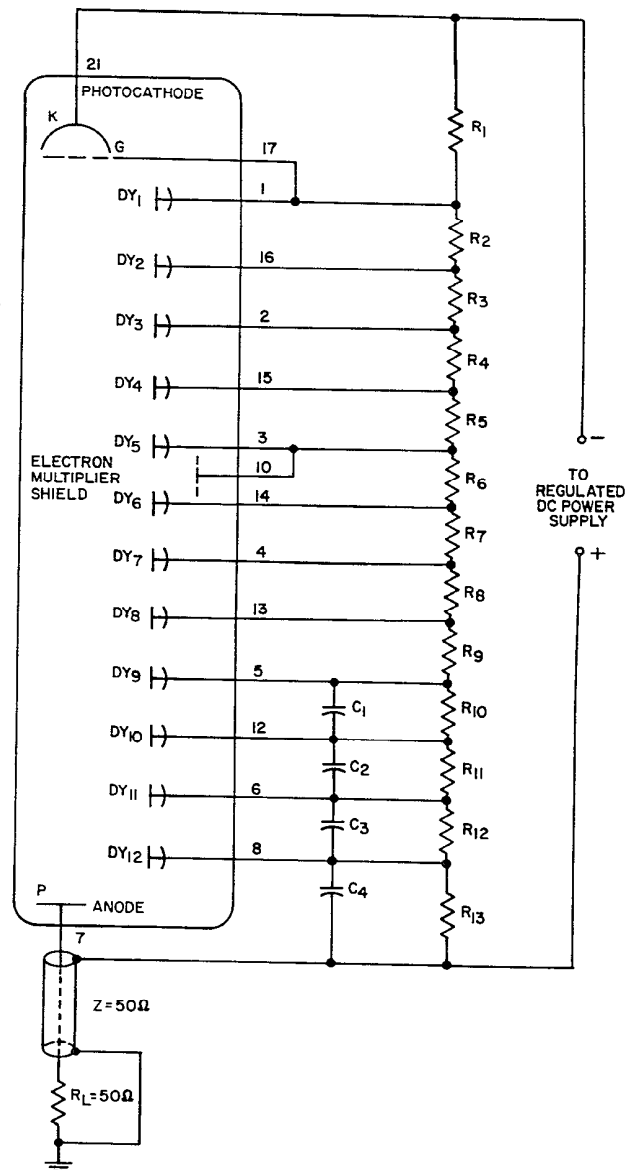 21
PHOTOCATHODE
K
G
17
R1
DY1
1
R2
DY2
16
R3
DY3
2
R4
DY4
15
R5
DY5
3
ELECTRON
MULTIPLIER
SHIELD
10
R6
−
TO
REGULATED
DC POWER
SUPPLY
+
DY6
14
R7
DY7
4
R8
DY8
13
R9
DY9
5
C1
R10
DY10
12
C2
R11
DY11
6
C3
R12
DY12
8
C4
R13
P
ANODE
7
Z=50Ω
RL=50Ω